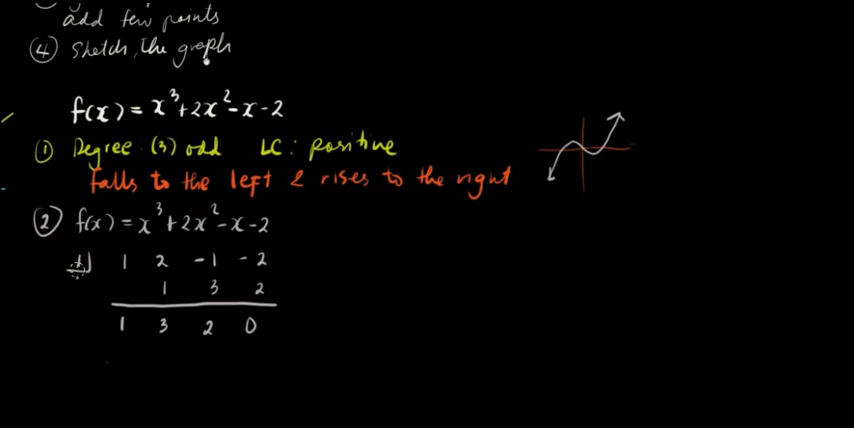 add few points
④ Sketch, the graph
f(x) = x³+2x²-x-2
① Degree (3) odd LC: positive
falls to the left & rises to the right
② f(x) = x³+2x²-x-2
1 2 -1 -2
1 3 2
1 3 2 0